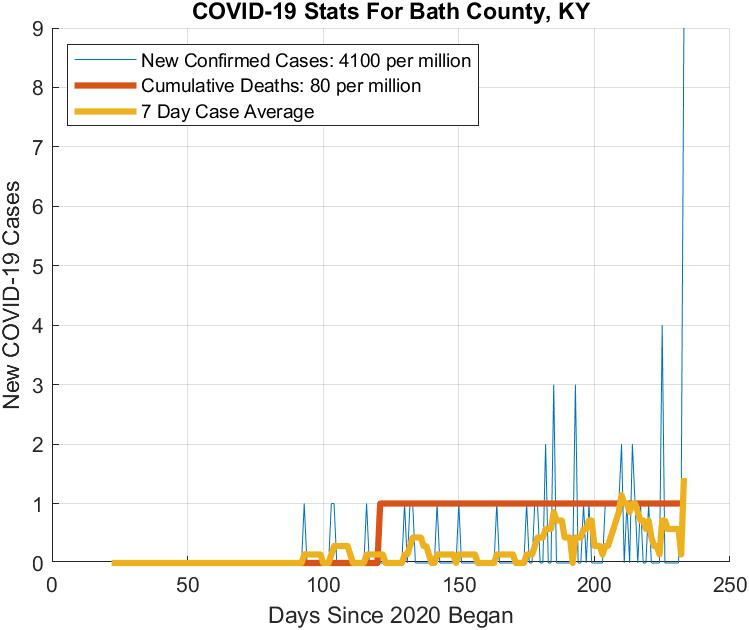 COVID-19 Stats For Bath County, KY
New Confirmed Cases: 4100 per million
Cumulative Deaths: 80 per million
7 Day Case Average
New COVID-19 Cases
9
8
7
6
5
4
3
2
1
0
0 50 100 150 200 250
Days Since 2020 Began